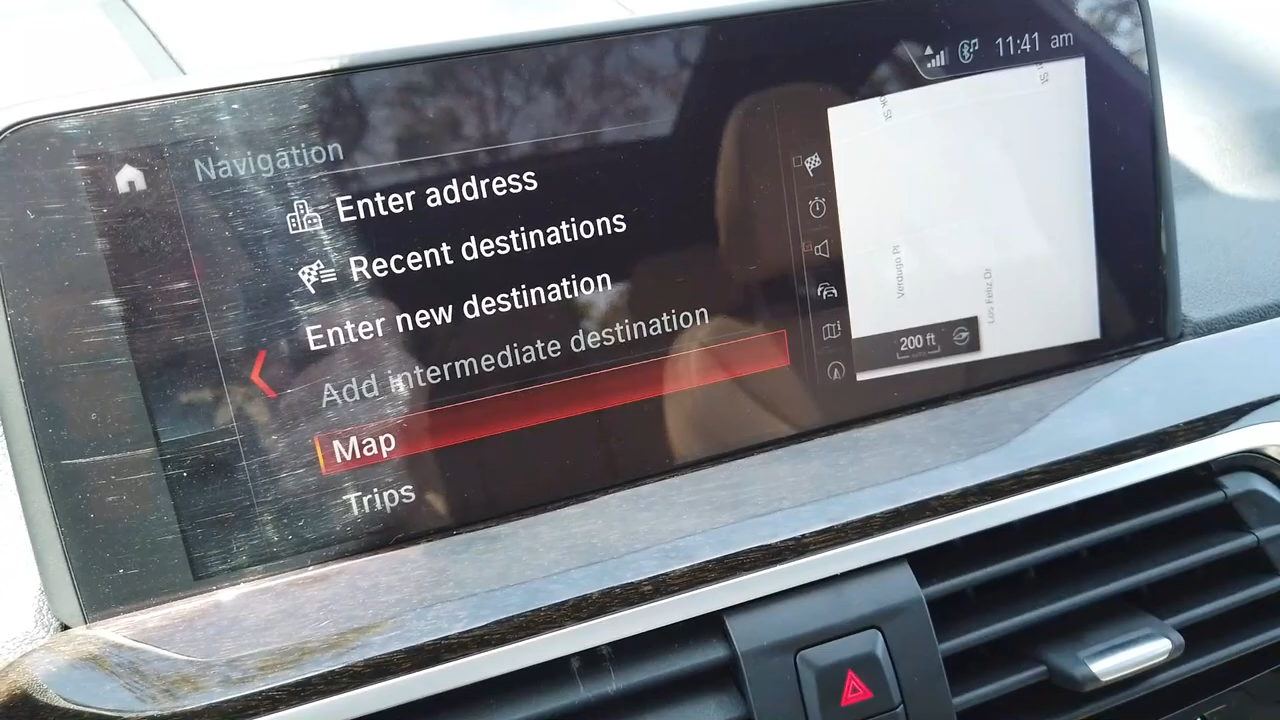 11:41 am
Navigation
Enter address
Recent destinations
Enter new destination
Add intermediate destination
Map
Trips
Verdugo Pl
Los Feliz Dr
200 ft